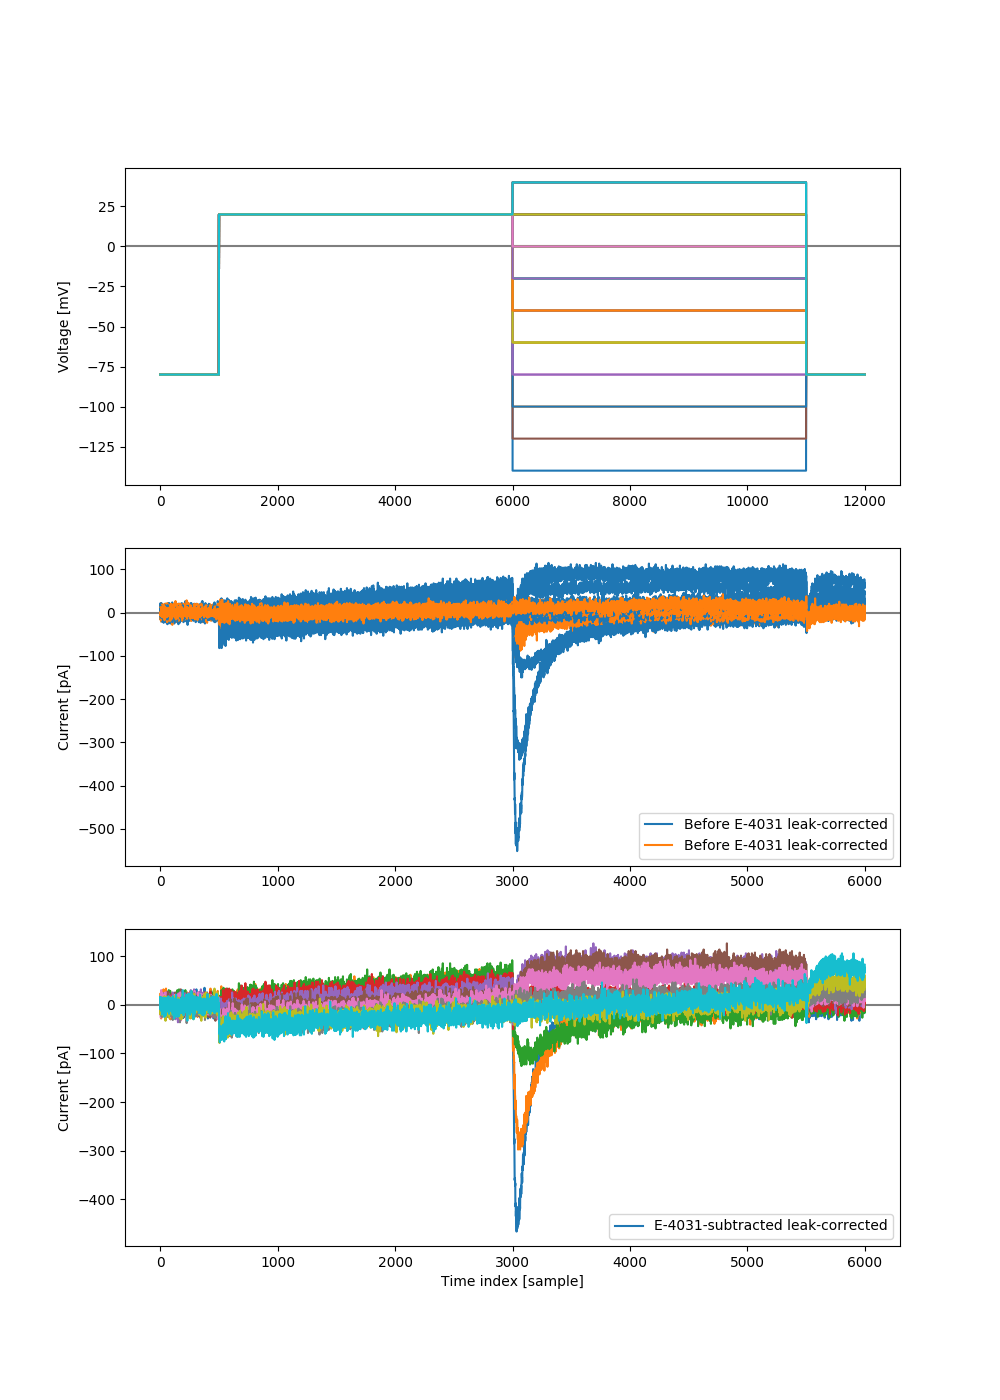 25
0
−25
−50
−75
−100
−125
Voltage [mV]
0 2000 4000 6000 8000 10000 12000
100
0
−100
−200
−300
−400
−500
Current [pA]
Before E-4031 leak-corrected
Before E-4031 leak-corrected
0 1000 2000 3000 4000 5000 6000
100
0
−100
−200
−300
−400
Current [pA]
E-4031-subtracted leak-corrected
0 1000 2000 3000 4000 5000 6000
Time index [sample]